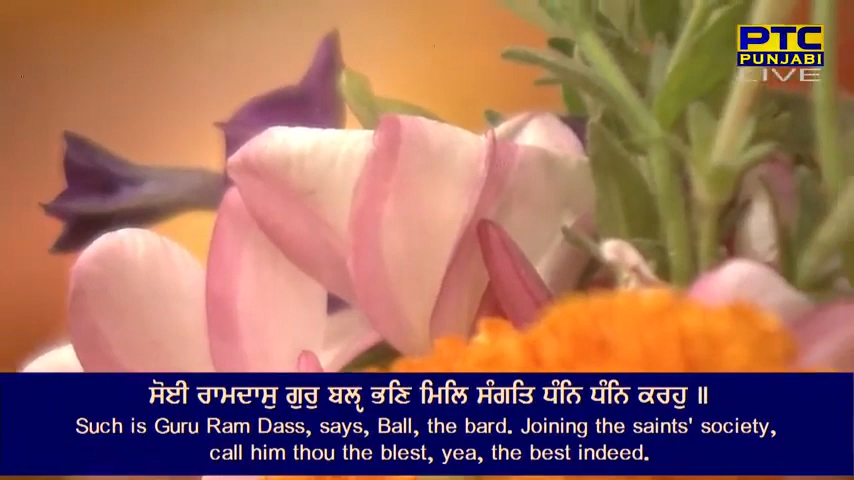 PTC
PUNJABI
LIVE
ਸੋਈ ਰਾਮਦਾਸੁ ਗੁਰੁ ਬਲ੍ਹ ਭਣਿ ਮਿਲਿ ਸੰਗਤਿ ਧੰਨਿ ਧੰਨਿ ਕਰਹੁ ॥
Such is Guru Ram Dass, says, Ball, the bard. Joining the saints' society,
call him thou the blest, yea, the best indeed.